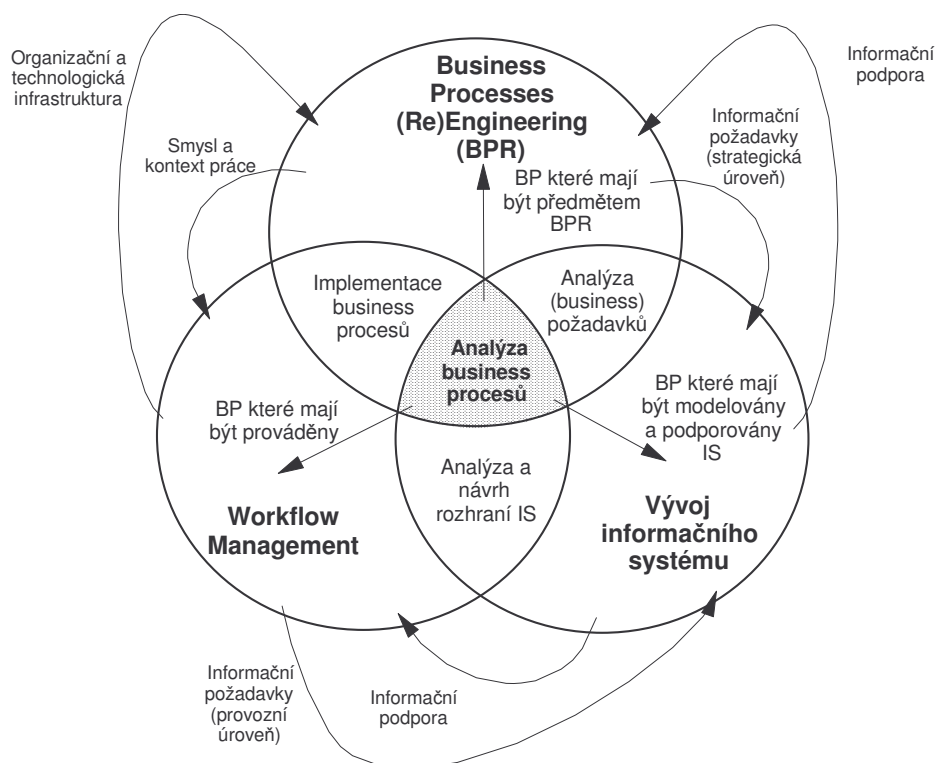 Organizační a
technologická
infrastruktura
Business
Processes
(Re)Engineering
(BPR)
Informační
podpora
Smysl a
kontext práce
Informační
požadavky
(strategická
úroveň)
BP které mají
být předmětem
BPR
Implementace
business
procesů
Analýza
(business)
požadavků
Analýza
business
procesů
BP které mají
být prováděny
BP které mají
být modelovány
a podporovány
IS
Analýza a
návrh
rozhraní IS
Workflow
Management
Vývoj
informačního
systému
Informační
požadavky
(provozní
úroveň)
Informační
podpora